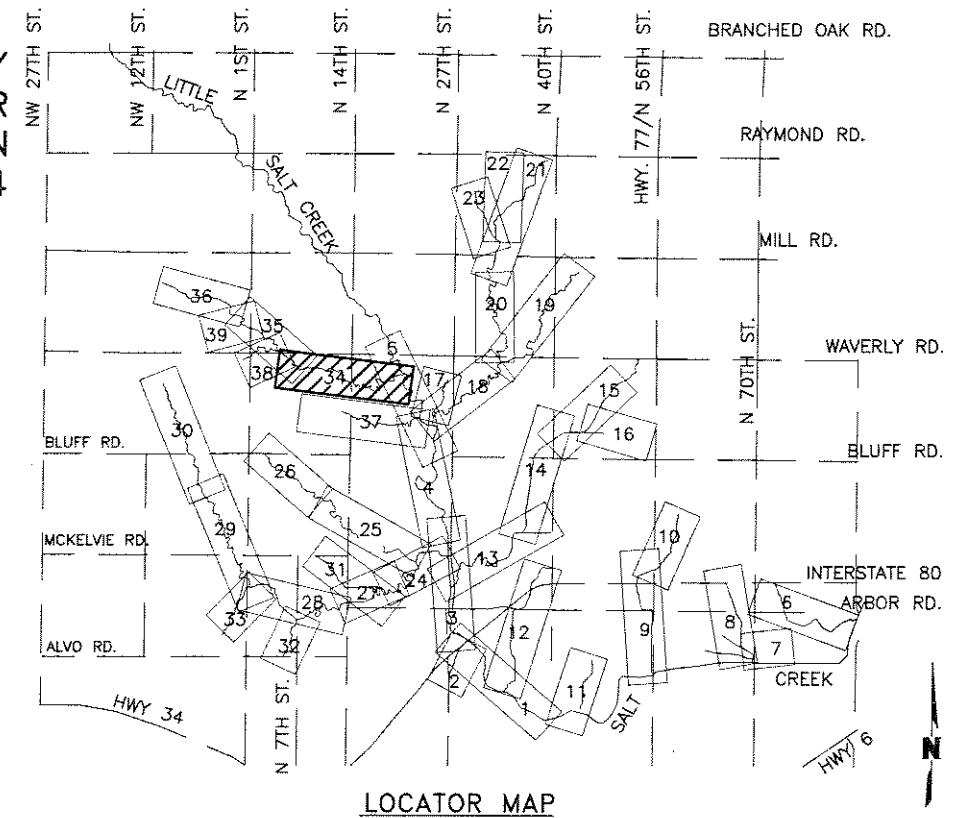 BRANCHED OAK RD.
NW 27TH ST.
NW 12TH ST.
N 1ST ST.
N 14TH ST.
N 27TH ST.
N 40TH ST.
HWY. 77/N 56TH ST.
LITTLE
SALT CREEK
RAYMOND RD.
MILL RD.
WAVERLY RD.
N 70TH ST.
BLUFF RD.
BLUFF RD.
MCKELVIE RD.
INTERSTATE 80
ARBOR RD.
ALVO RD.
HWY 34
N 7TH ST.
SALT
CREEK
HWY 6
22
21
23
36
20
19
39
35
5
38
34
17
18
37
15
16
30
26
4
14
29
25
10
31
24
13
27
6
28
33
3
12
9
8
32
7
2
11
1
N
LOCATOR MAP